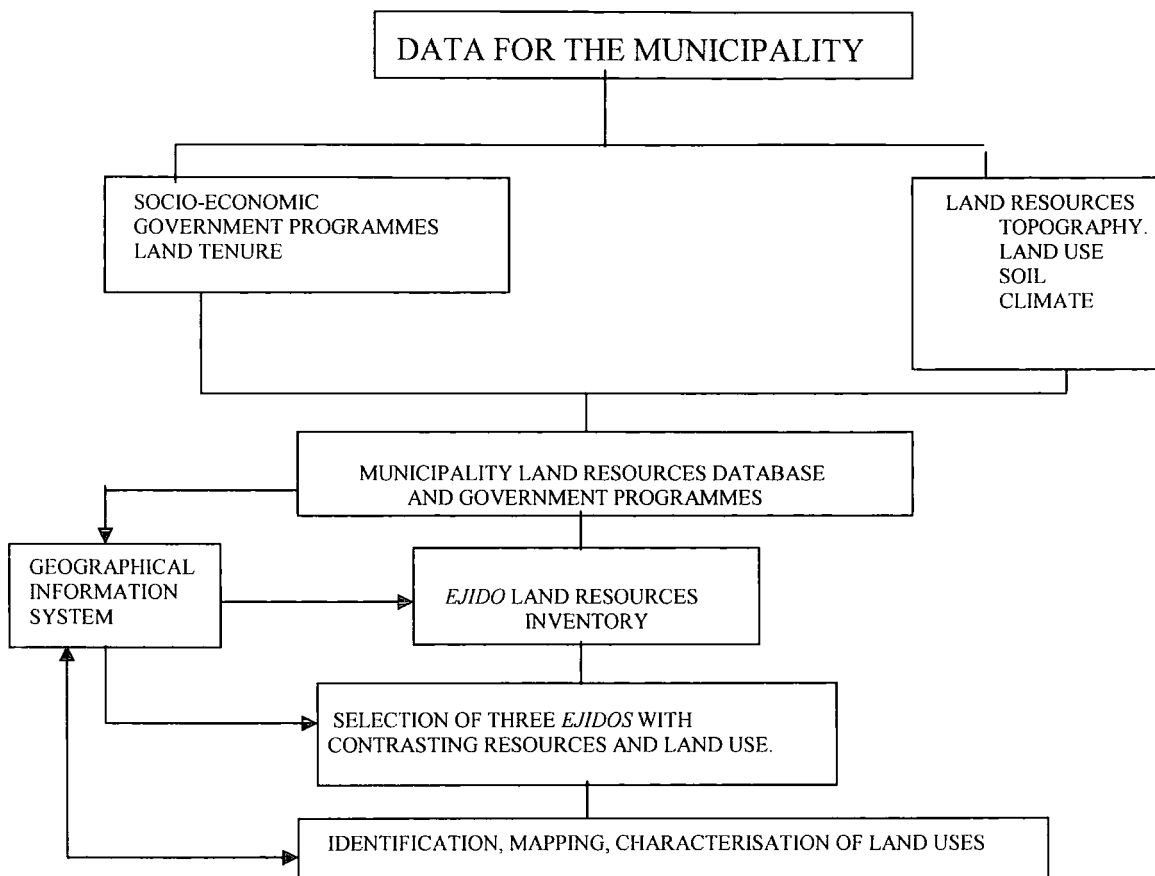 DATA FOR THE MUNICIPALITY
SOCIO-ECONOMIC
GOVERNMENT PROGRAMMES
LAND TENURE
LAND RESOURCES
TOPOGRAPHY.
LAND USE
SOIL
CLIMATE
MUNICIPALITY LAND RESOURCES DATABASE
AND GOVERNMENT PROGRAMMES
GEOGRAPHICAL
INFORMATION
SYSTEM
EJIDO LAND RESOURCES
INVENTORY
SELECTION OF THREE EJIDOS WITH
CONTRASTING RESOURCES AND LAND USE.
IDENTIFICATION, MAPPING, CHARACTERISATION OF LAND USES